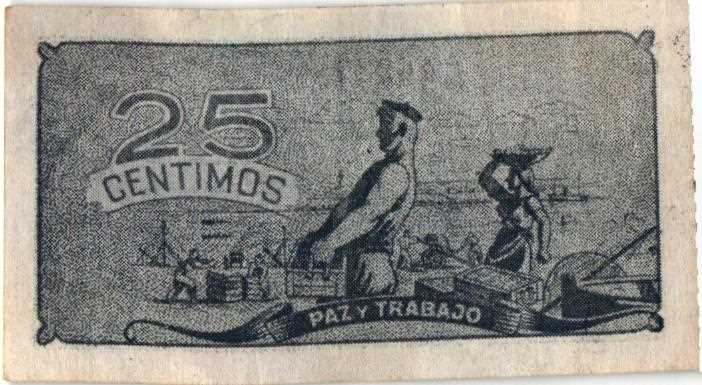 25
CENTIMOS
PAZ Y TRABAJO